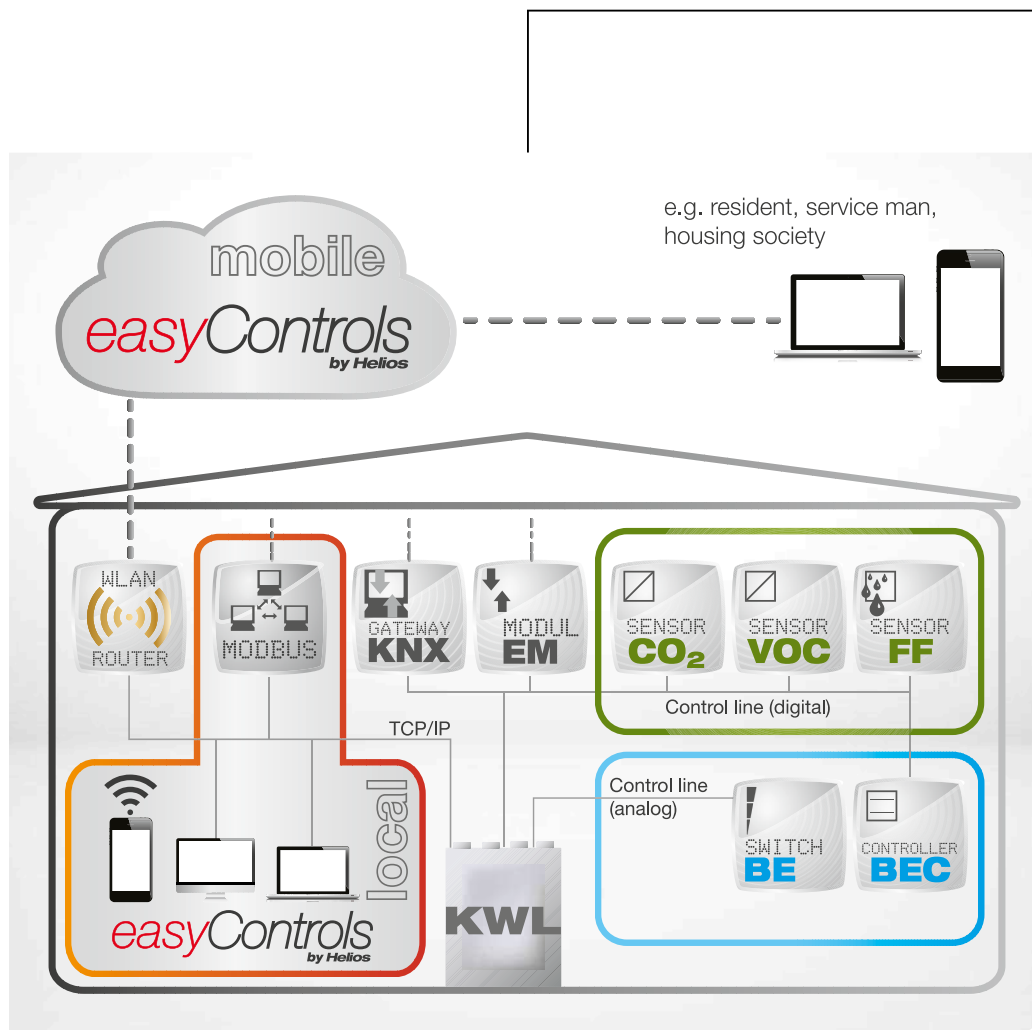 mobile
easyControls
by Helios
e.g. resident, service man,
housing society
WLAN
ROUTER
MODBUS
GATEWAY
KNX
MODUL
EM
SENSOR
CO₂
SENSOR
VOC
SENSOR
FF
Control line (digital)
TCP/IP
local
easyControls
by Helios
KWL
Control line
(analog)
SWITCH
BE
CONTROLLER
BEC